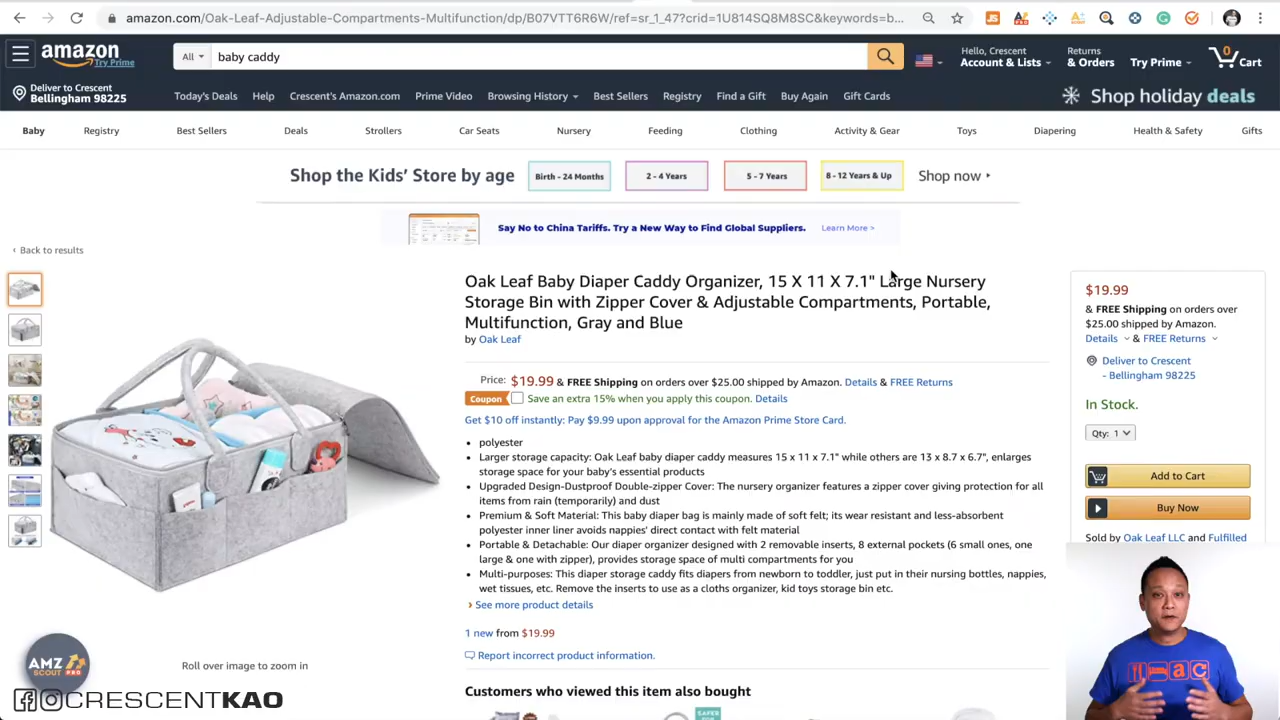 amazon.com/Oak-Leaf-Adjustable-Compartments-Multifunction/dp/B07VTT6R6W/ref=sr_1_47?crid=1U814SQ8M8SC&keywords=b...
amazon
Try Prime
All
baby caddy
Hello, Crescent
Account & Lists
Returns
& Orders
Try Prime
0
Cart
Deliver to Crescent
Bellingham 98225
Today's Deals Help Crescent's Amazon.com Prime Video Browsing History Best Sellers Registry Find a Gift Buy Again Gift Cards
Shop holiday deals
Baby Registry Best Sellers Deals Strollers Car Seats Nursery Feeding Clothing Activity & Gear Toys Diapering Health & Safety Gifts
Shop the Kids' Store by age
Birth - 24 Months
2 - 4 Years
5 - 7 Years
8 - 12 Years & Up
Shop now
Say No to China Tariffs. Try a New Way to Find Global Suppliers. Learn More >
‹ Back to results
Oak Leaf Baby Diaper Caddy Organizer, 15 X 11 X 7.1" Large Nursery
Storage Bin with Zipper Cover & Adjustable Compartments, Portable,
Multifunction, Gray and Blue
by Oak Leaf
Price: $19.99 & FREE Shipping on orders over $25.00 shipped by Amazon. Details & FREE Returns
Coupon Save an extra 15% when you apply this coupon. Details
Get $10 off instantly: Pay $9.99 upon approval for the Amazon Prime Store Card.
• polyester
• Larger storage capacity: Oak Leaf baby diaper caddy measures 15 x 11 x 7.1" while others are 13 x 8.7 x 6.7", enlarges
storage space for your baby's essential products
• Upgraded Design-Dustproof Double-zipper Cover: The nursery organizer features a zipper cover giving protection for all
items from rain (temporarily) and dust
• Premium & Soft Material: This baby diaper bag is mainly made of soft felt; its wear resistant and less-absorbent
polyester inner liner avoids nappies' direct contact with felt material
• Portable & Detachable: Our diaper organizer designed with 2 removable inserts, 8 external pockets (6 small ones, one
large & one with zipper), provides storage space of multi compartments for you
• Multi-purposes: This diaper storage caddy fits diapers from newborn to toddler, just put in their nursing bottles, nappies,
wet tissues, etc. Remove the inserts to use as a cloths organizer, kid toys storage bin etc.
› See more product details
1 new from $19.99
Report incorrect product information.
Customers who viewed this item also bought
SAFER
FOR
$19.99
& FREE Shipping on orders over
$25.00 shipped by Amazon.
Details & FREE Returns
Deliver to Crescent
- Bellingham 98225
In Stock.
Qty: 1
Add to Cart
Buy Now
Sold by Oak Leaf LLC and Fulfilled
Roll over image to zoom in
AMZ
SCOUT PRO
CRESCENTKAO